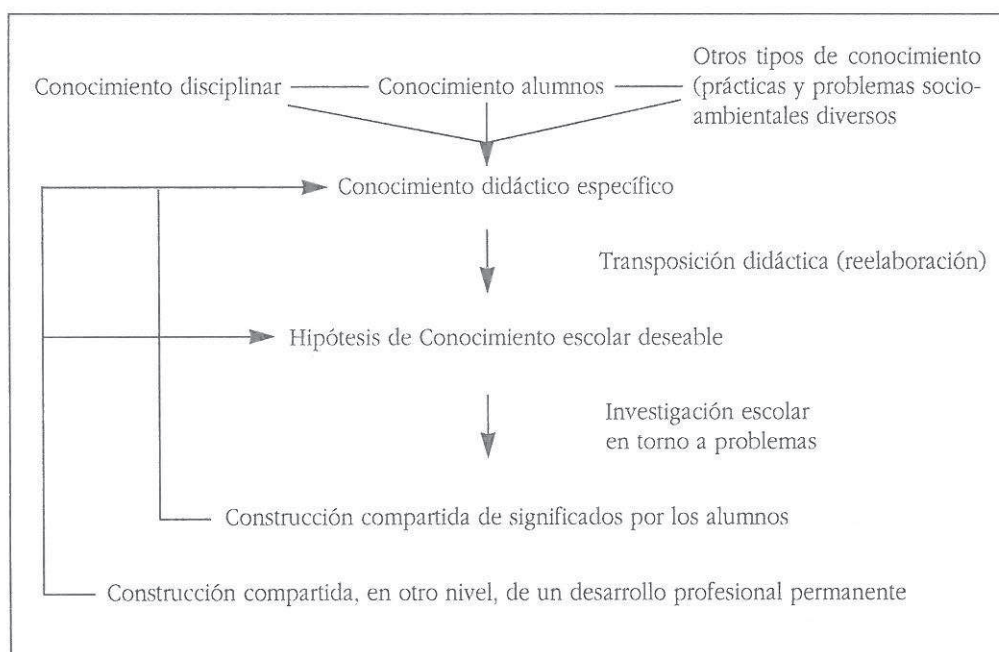 Conocimiento disciplinar
Conocimiento alumnos
Otros tipos de conocimiento
(prácticas y problemas socio-
ambientales diversos
Conocimiento didáctico específico
Transposición didáctica (reelaboración)
Hipótesis de Conocimiento escolar deseable
Investigación escolar
en torno a problemas
Construcción compartida de significados por los alumnos
Construcción compartida, en otro nivel, de un desarrollo profesional permanente